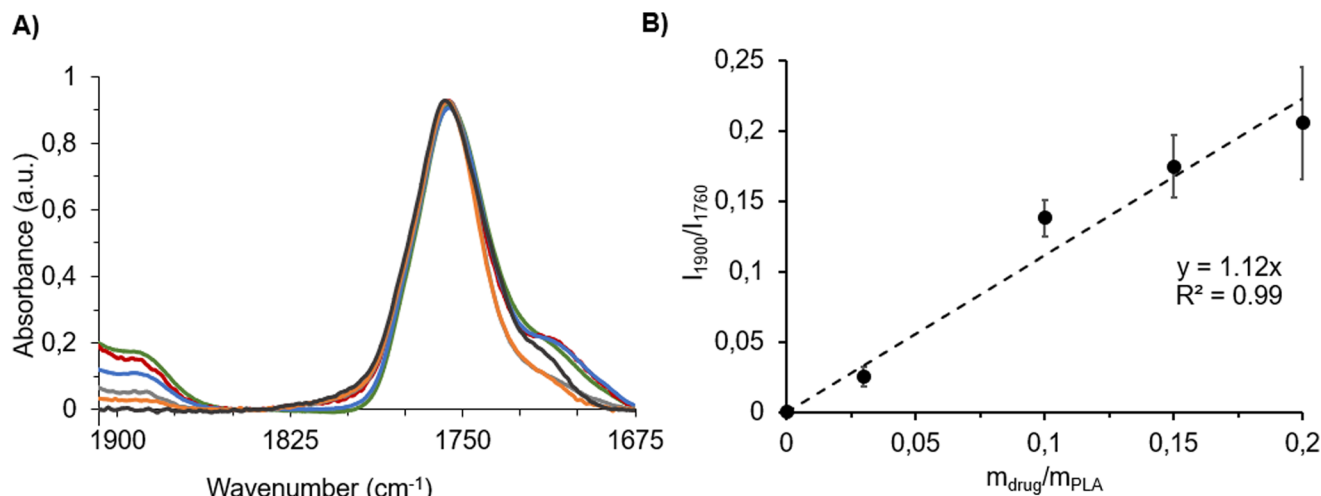 A)
1
0,8
0,6
0,4
0,2
0
Absorbance (a.u.)
1900 1825 1750 1675
Wavenumber (cm-1)
B)
0,25
0,2
0,15
0,1
0,05
0
I1900/I1760
y = 1.12x
R² = 0.99
0 0,05 0,1 0,15 0,2
mdrug/mPLA